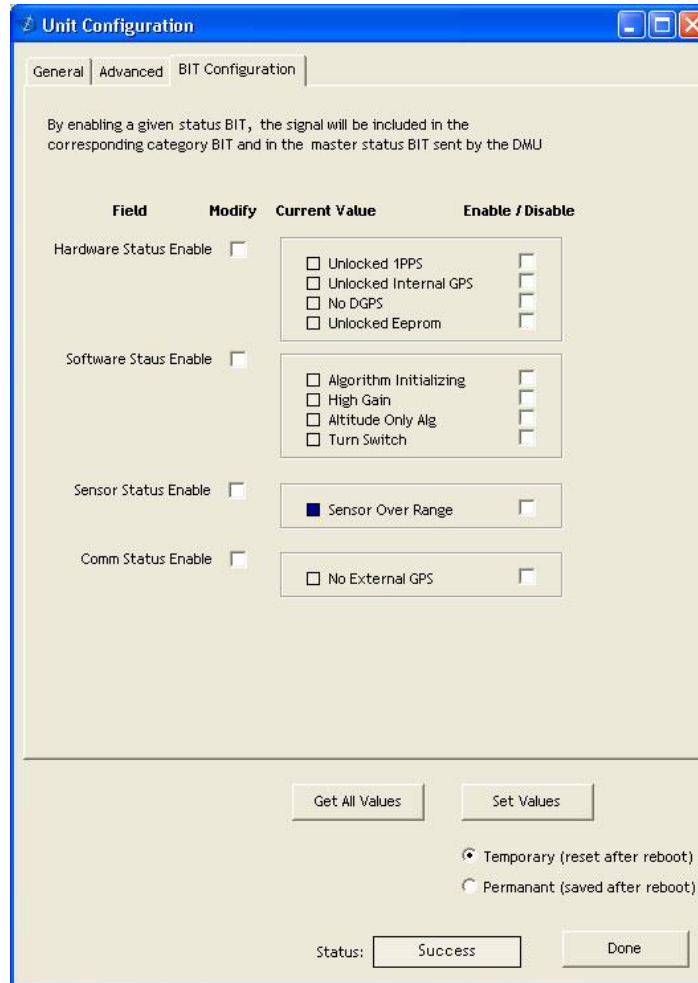 Unit Configuration
General Advanced BIT Configuration
By enabling a given status BIT, the signal will be included in the
corresponding category BIT and in the master status BIT sent by the DMU
Field Modify Current Value Enable / Disable
Hardware Status Enable
Unlocked 1PPS
Unlocked Internal GPS
No DGPS
Unlocked Eeprom
Software Staus Enable
Algorithm Initializing
High Gain
Altitude Only Alg
Turn Switch
Sensor Status Enable
Sensor Over Range
Comm Status Enable
No External GPS
Get All Values Set Values
Temporary (reset after reboot)
Permanant (saved after reboot)
Status: Success Done